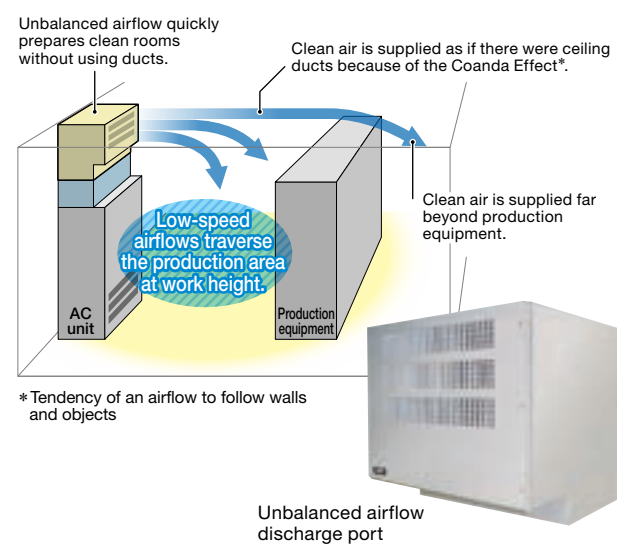 Unbalanced airflow quickly
prepares clean rooms
without using ducts.
Clean air is supplied as if there were ceiling
ducts because of the Coanda Effect*.
Clean air is supplied far
beyond production
equipment.
Low-speed
airflows traverse
the production area
at work height.
AC
unit
Production
equipment
* Tendency of an airflow to follow walls
and objects
Unbalanced airflow
discharge port